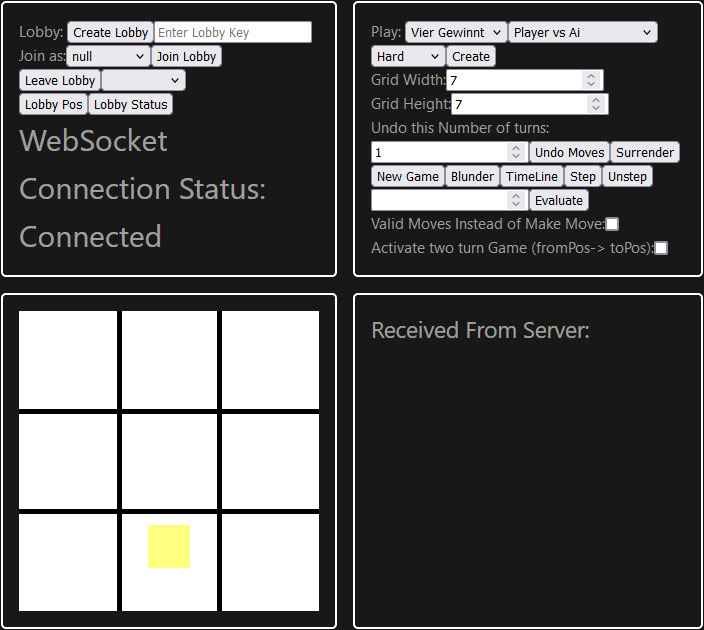 Lobby: Create Lobby Enter Lobby Key
Join as: null Join Lobby
Leave Lobby
Lobby Pos Lobby Status
WebSocket
Connection Status:
Connected
Play: Vier Gewinnt Player vs Ai
Hard Create
Grid Width: 7
Grid Height: 7
Undo this Number of turns:
1 Undo Moves Surrender
New Game Blunder TimeLine Step Unstep
Evaluate
Valid Moves Instead of Make Move:
Activate two turn Game (fromPos-> toPos):
Received From Server: